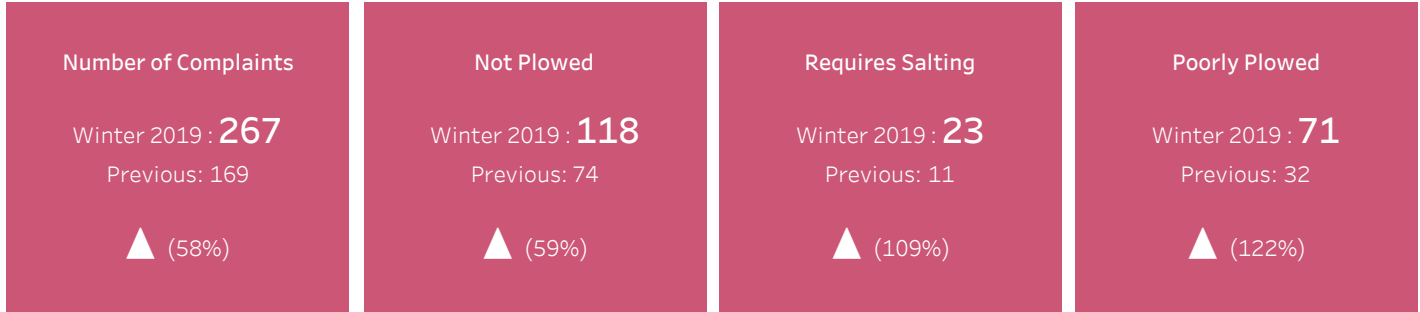 Number of Complaints
Winter 2019 : 267
Previous: 169
▲ (58%)
Not Plowed
Winter 2019 : 118
Previous: 74
▲ (59%)
Requires Salting
Winter 2019 : 23
Previous: 11
▲ (109%)
Poorly Plowed
Winter 2019 : 71
Previous: 32
▲ (122%)